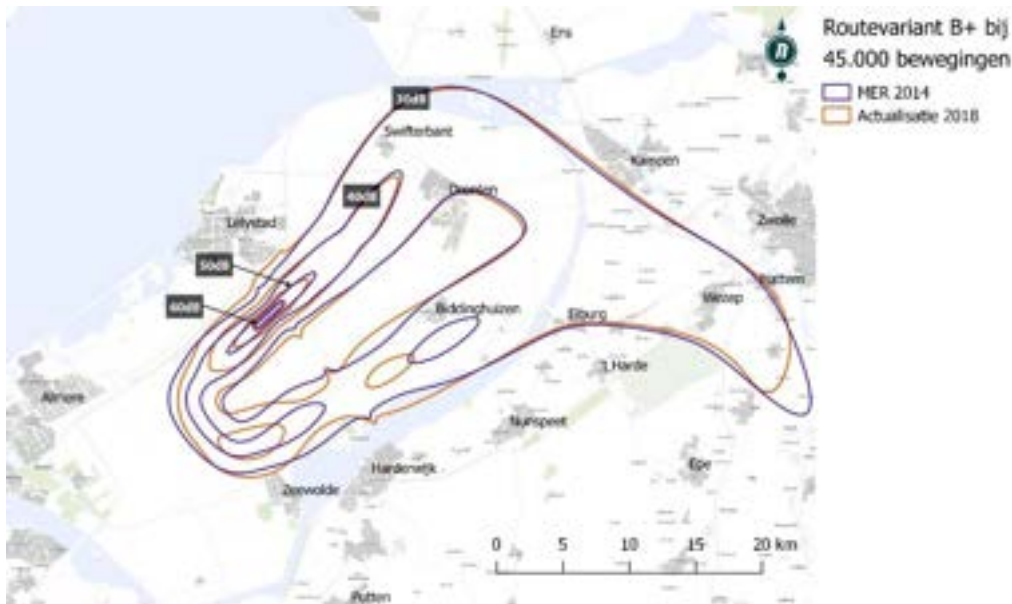 Routevariant B+ bij
45.000 bewegingen
MER 2014
Actualisatie 2018
Ens
30dB
Swifterbant
Kampen
40dB
Dronten
Lelystad
Zwolle
50dB
Hattem
Wezep
60dB
Biddinghuizen
Elburg
't Harde
Almere
Nunspeet
Harderwijk
Epe
Zeewolde
0 5 10 15 20 km
Putten